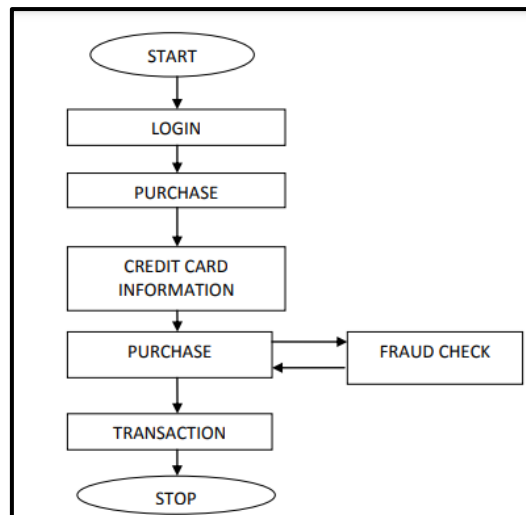 START
LOGIN
PURCHASE
CREDIT CARD
INFORMATION
PURCHASE
FRAUD CHECK
TRANSACTION
STOP